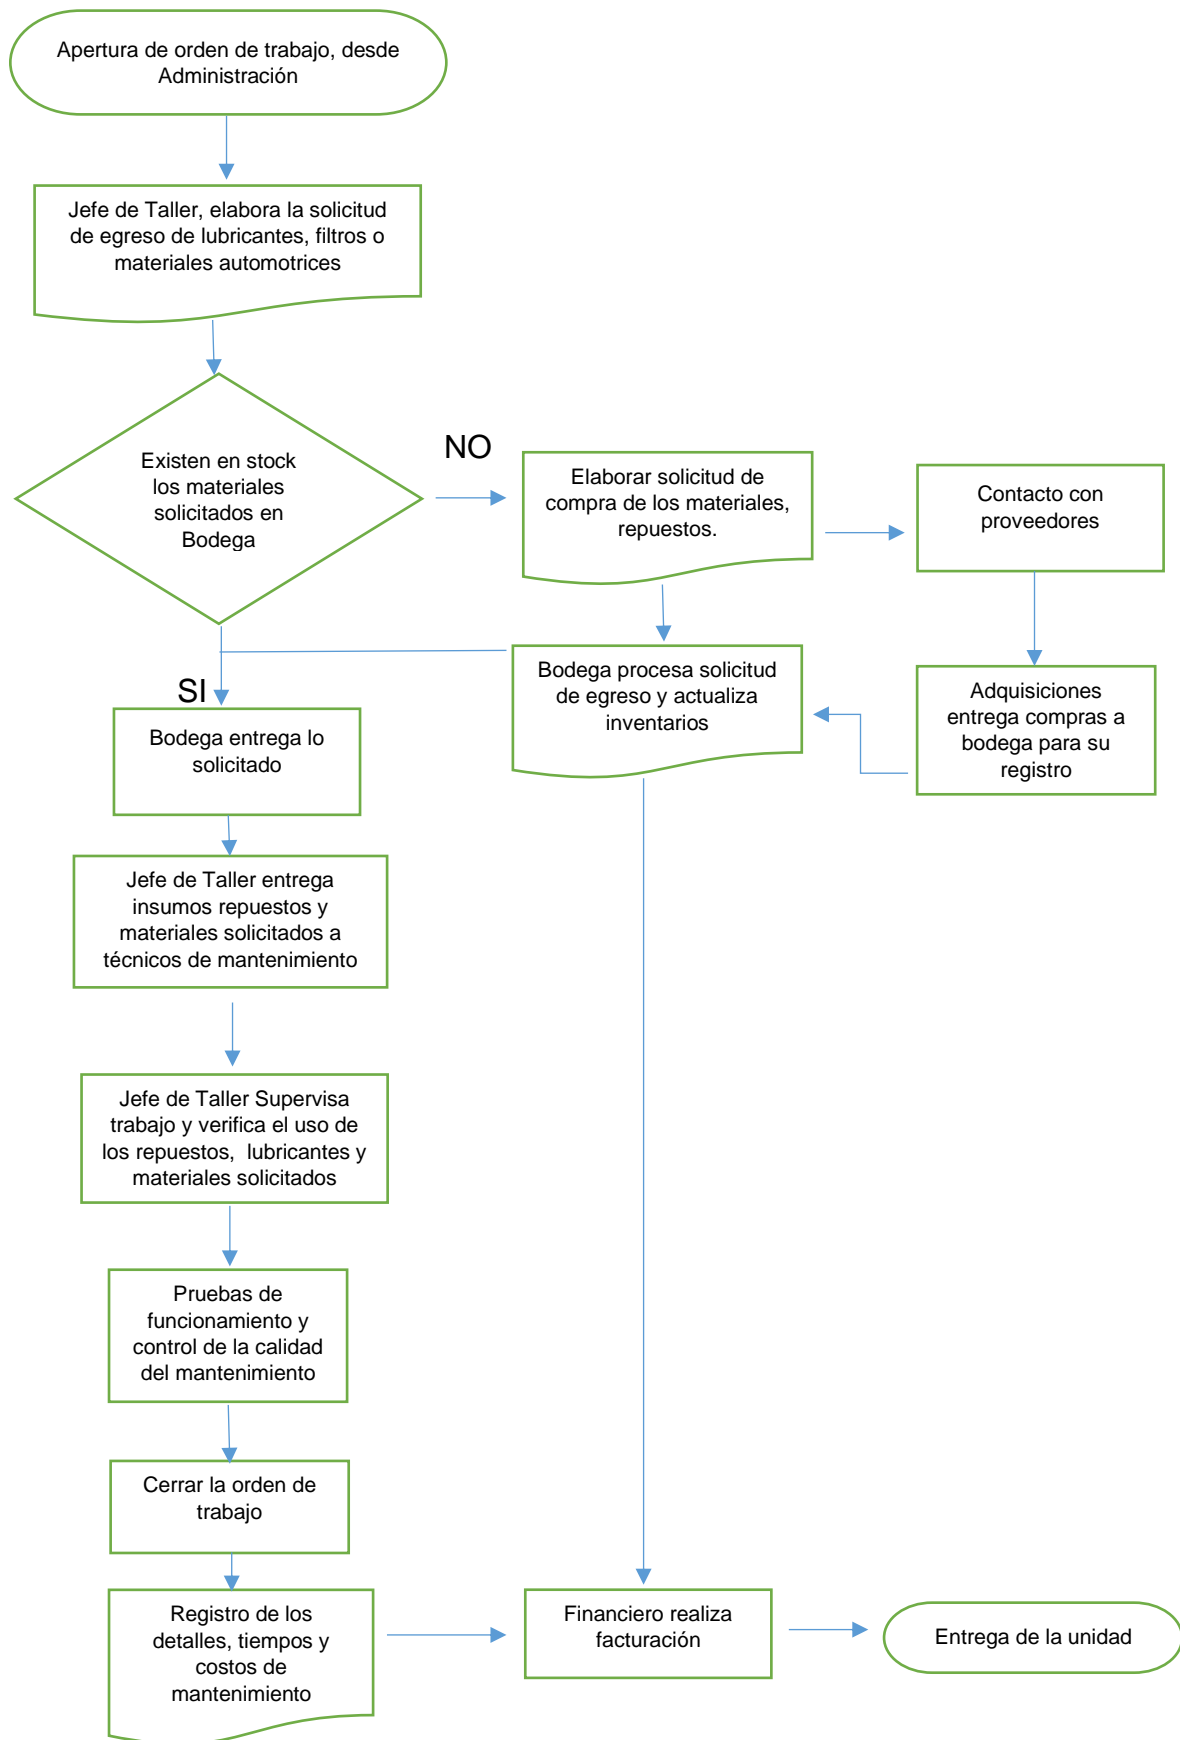 Apertura de orden de trabajo, desde
Administración
Jefe de Taller, elabora la solicitud
de egreso de lubricantes, filtros o
materiales automotrices
Existen en stock
los materiales
solicitados en
Bodega
NO
Elaborar solicitud de
compra de los materiales,
repuestos.
Contacto con
proveedores
Bodega procesa solicitud
de egreso y actualiza
inventarios
Adquisiciones
entrega compras a
bodega para su
registro
SI
Bodega entrega lo
solicitado
Jefe de Taller entrega
insumos repuestos y
materiales solicitados a
técnicos de mantenimiento
Jefe de Taller Supervisa
trabajo y verifica el uso de
los repuestos,  lubricantes y
materiales solicitados
Pruebas de
funcionamiento y
control de la calidad
del mantenimiento
Cerrar la orden de
trabajo
Registro de los
detalles, tiempos y
costos de
mantenimiento
Financiero realiza
facturación
Entrega de la unidad